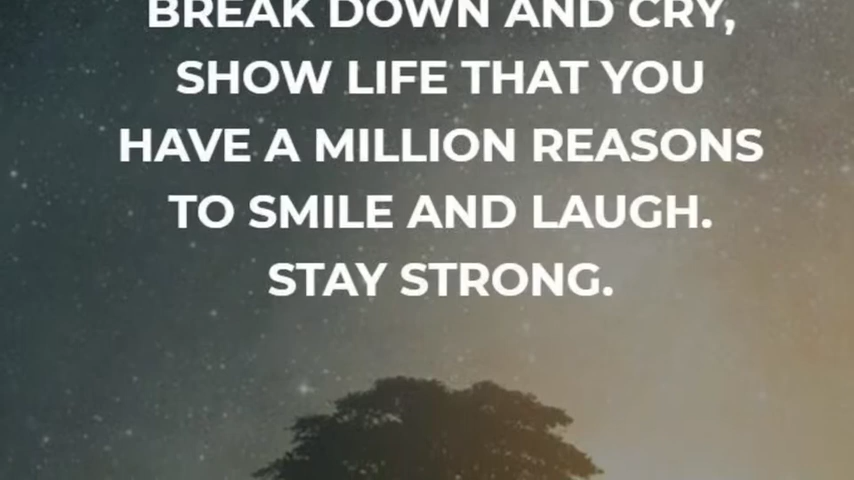 BREAK DOWN AND CRY,
SHOW LIFE THAT YOU
HAVE A MILLION REASONS
TO SMILE AND LAUGH.
STAY STRONG.